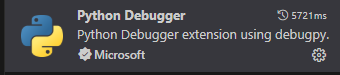 Python Debugger 5721ms
Python Debugger extension using debugpy.
Microsoft